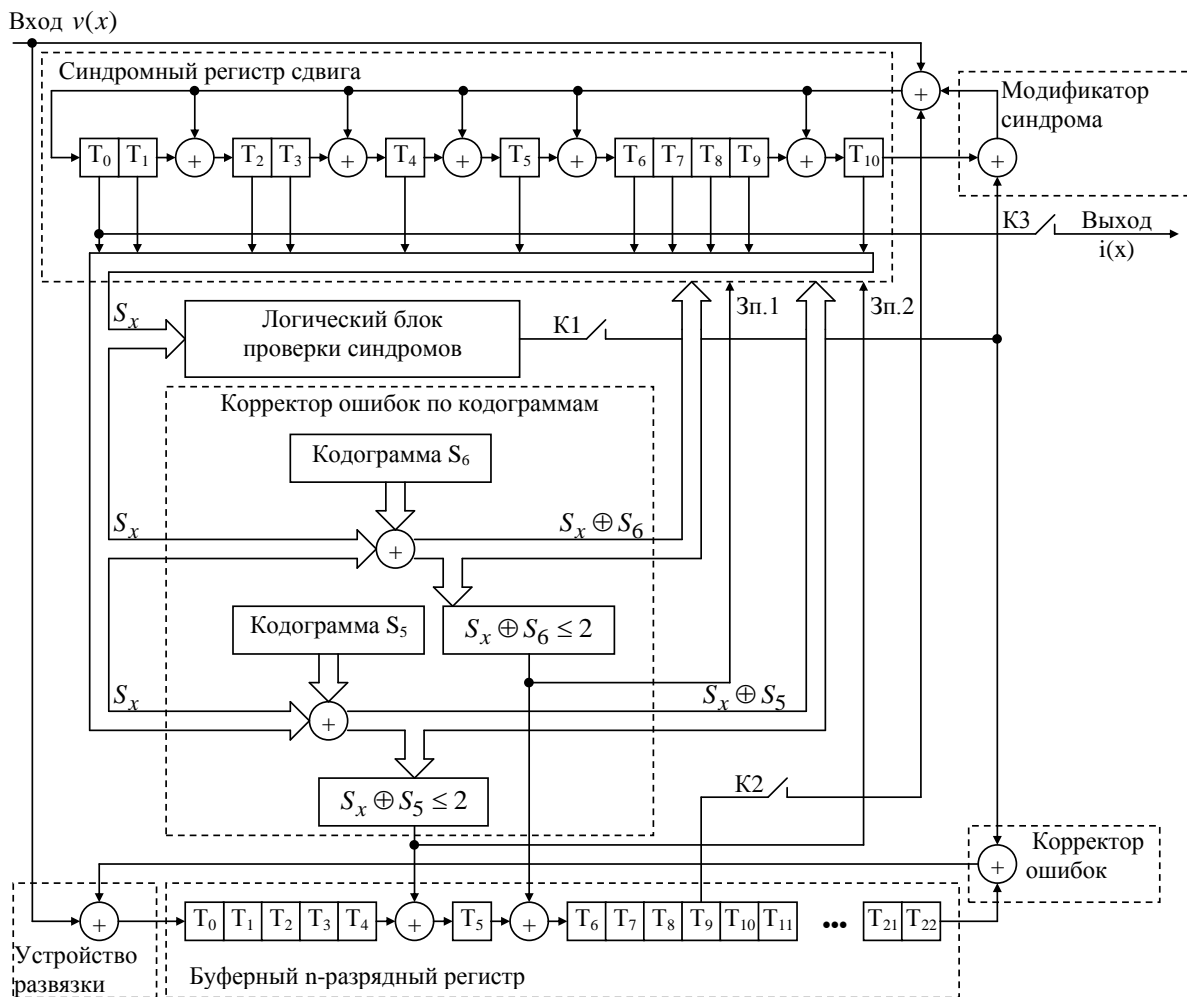 Вход v(x)
Синдромный регистр сдвига
+
Модификатор
синдрома
T₀ T₁ + T₂ T₃ + T₄ + T₅ + T₆ T₇ T₈ T₉ + T₁₀ +
К3 Выход
i(x)
Sₓ
Логический блок
проверки синдромов
К1
Зп.1
Зп.2
Корректор ошибок по кодограммам
Кодограмма S₆
Sₓ
+
Sₓ ⊕ S₆
Кодограмма S₅
Sₓ ⊕ S₆ ≤ 2
Sₓ
+
Sₓ ⊕ S₅
Sₓ ⊕ S₅ ≤ 2
К2
+
Корректор
ошибок
+ T₀ T₁ T₂ T₃ T₄ + T₅ + T₆ T₇ T₈ T₉ T₁₀ T₁₁ ••• T₂₁ T₂₂
Устройство
развязки
Буферный n-разрядный регистр